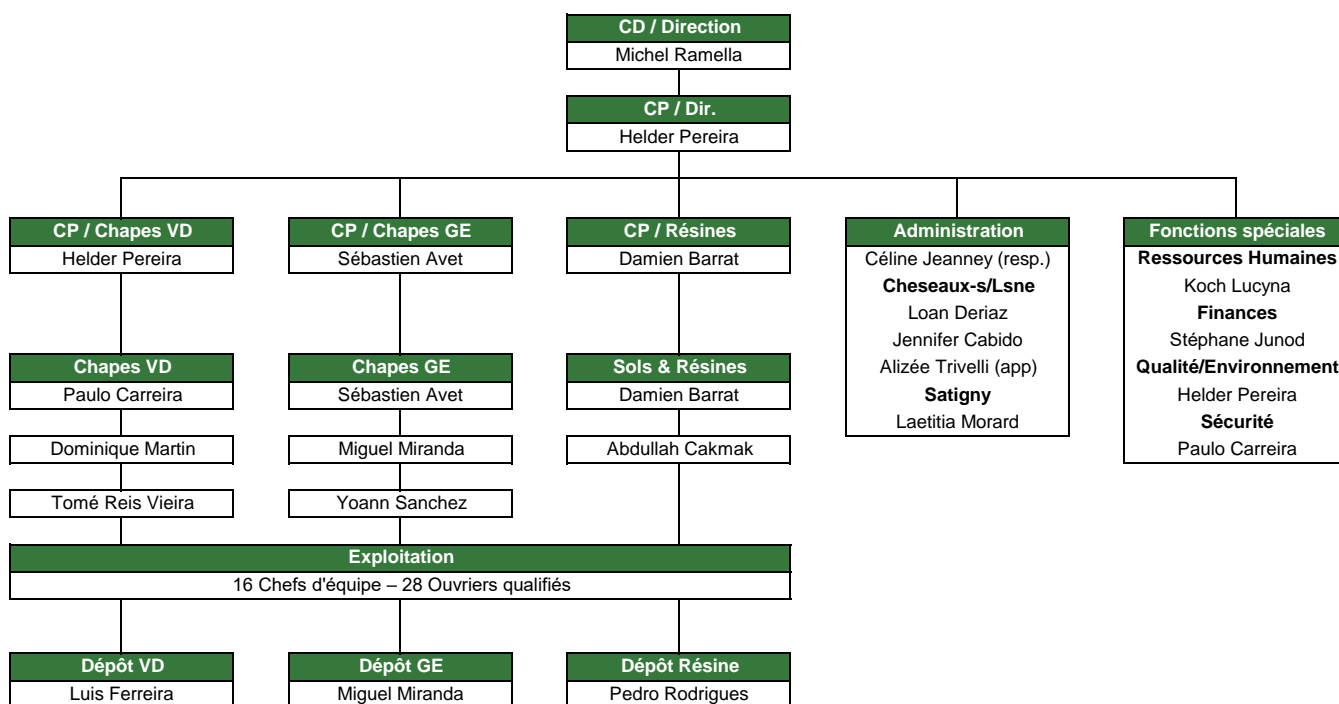 CD / Direction
Michel Ramella
CP / Dir.
Helder Pereira
CP / Chapes VD
Helder Pereira
CP / Chapes GE
Sébastien Avet
CP / Résines
Damien Barrat
Administration
Céline Jeanney (resp.)
Cheseaux-s/Lsne
Loan Deriaz
Jennifer Cabido
Alizée Trivelli (app)
Satigny
Laetitia Morard
Fonctions spéciales
Ressources Humaines
Koch Lucyna
Finances
Stéphane Junod
Qualité/Environnement
Helder Pereira
Sécurité
Paulo Carreira
Chapes VD
Paulo Carreira
Dominique Martin
Tomé Reis Vieira
Chapes GE
Sébastien Avet
Miguel Miranda
Yoann Sanchez
Sols & Résines
Damien Barrat
Abdullah Cakmak
Exploitation
16 Chefs d'équipe – 28 Ouvriers qualifiés
Dépôt VD
Luis Ferreira
Dépôt GE
Miguel Miranda
Dépôt Résine
Pedro Rodrigues